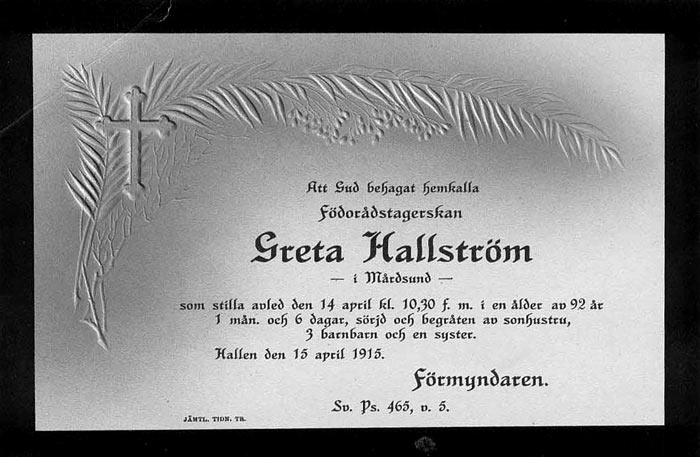 Att Gud behagat hemkalla
Födorådstagerskan
Greta Hallström
— i Mårdsund —
som stilla avled den 14 april kl. 10,30 f. m. i en ålder av 92 år
1 mån. och 6 dagar, sörjd och begråten av sonhustru,
3 barnbarn och en syster.
Hallen den 15 april 1915.
Förmyndaren.
Sv. Ps. 465, v. 5.
JÄMTL. TIDN. TR.